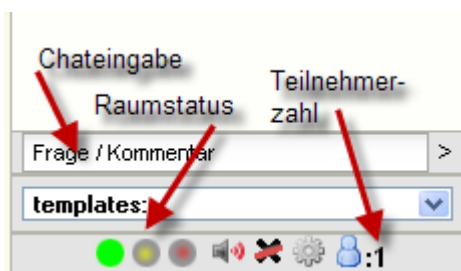 Chateingabe
Raumstatus
Teilnehmer-
zahl
Frage / Kommentar >
templates:
:1